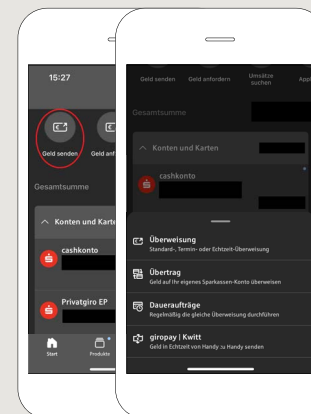 15:27
Geld senden
Geld anf
Gesamtsumme
Konten und Karte
cashkonto
Privatgiro EP
Start
Produkte
Geld senden
Geld anfordern
Umsätze
suchen
Appl
Gesamtsumme
Konten und Karten
cashkonto
Überweisung
Standard-, Termin- oder Echtzeit-Überweisung
Übertrag
Geld auf Ihr eigenes Sparkassen-Konto überweisen
Daueraufträge
Regelmäßig die gleiche Überweisung durchführen
giropay | Kwitt
Geld in Echtzeit von Handy zu Handy senden